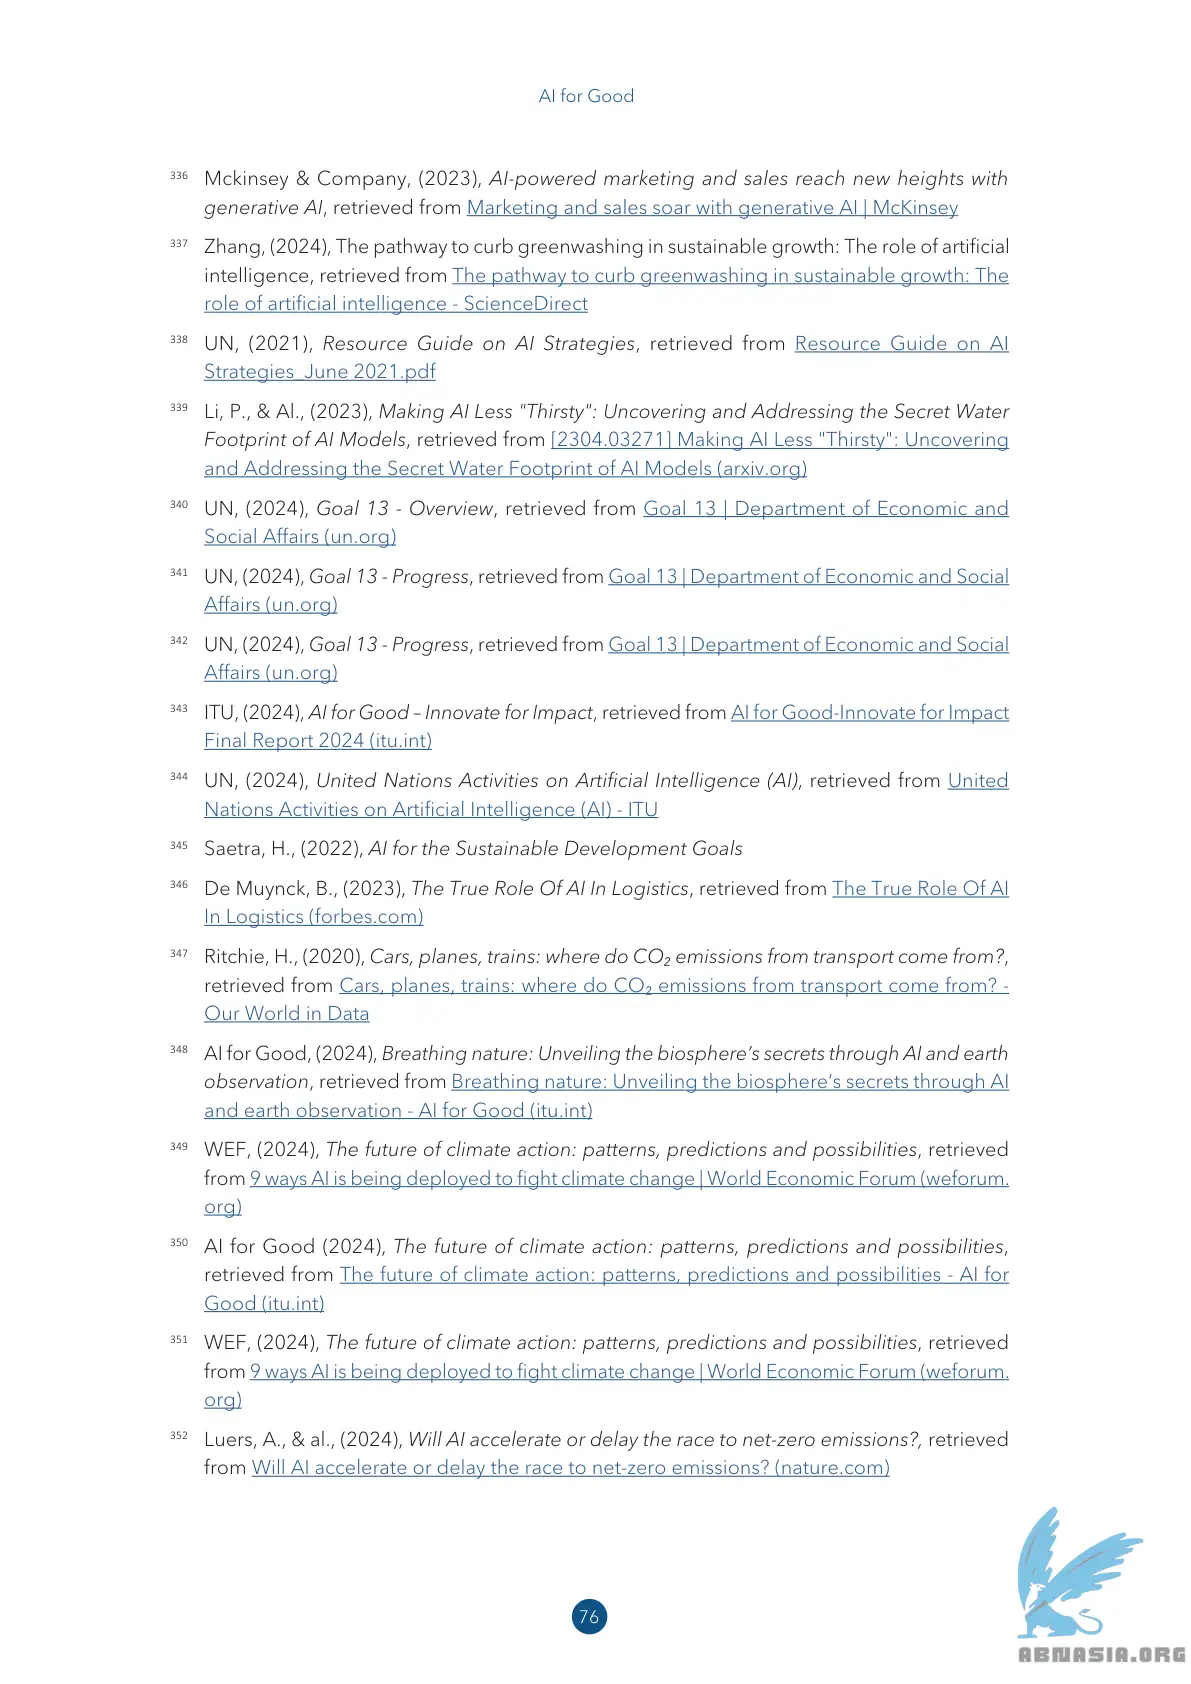 AI for Good
336 Mckinsey & Company, (2023), AI-powered marketing and sales reach new heights with
generative AI, retrieved from Marketing and sales soar with generative AI | McKinsey
337 Zhang, (2024), The pathway to curb greenwashing in sustainable growth: The role of artificial
intelligence, retrieved from The pathway to curb greenwashing in sustainable growth: The
role of artificial intelligence - ScienceDirect
338 UN, (2021), Resource Guide on AI Strategies, retrieved from Resource Guide on AI
Strategies_June 2021.pdf
339 Li, P., & Al., (2023), Making AI Less "Thirsty": Uncovering and Addressing the Secret Water
Footprint of AI Models, retrieved from [2304.03271] Making AI Less "Thirsty": Uncovering
and Addressing the Secret Water Footprint of AI Models (arxiv.org)
340 UN, (2024), Goal 13 - Overview, retrieved from Goal 13 | Department of Economic and
Social Affairs (un.org)
341 UN, (2024), Goal 13 - Progress, retrieved from Goal 13 | Department of Economic and Social
Affairs (un.org)
342 UN, (2024), Goal 13 - Progress, retrieved from Goal 13 | Department of Economic and Social
Affairs (un.org)
343 ITU, (2024), AI for Good – Innovate for Impact, retrieved from AI for Good-Innovate for Impact
Final Report 2024 (itu.int)
344 UN, (2024), United Nations Activities on Artificial Intelligence (AI), retrieved from United
Nations Activities on Artificial Intelligence (AI) - ITU
345 Saetra, H., (2022), AI for the Sustainable Development Goals
346 De Muynck, B., (2023), The True Role Of AI In Logistics, retrieved from The True Role Of AI
In Logistics (forbes.com)
347 Ritchie, H., (2020), Cars, planes, trains: where do CO₂ emissions from transport come from?,
retrieved from Cars, planes, trains: where do CO₂ emissions from transport come from? -
Our World in Data
348 AI for Good, (2024), Breathing nature: Unveiling the biosphere’s secrets through AI and earth
observation, retrieved from Breathing nature: Unveiling the biosphere’s secrets through AI
and earth observation - AI for Good (itu.int)
349 WEF, (2024), The future of climate action: patterns, predictions and possibilities, retrieved
from 9 ways AI is being deployed to fight climate change | World Economic Forum (weforum.
org)
350 AI for Good (2024), The future of climate action: patterns, predictions and possibilities,
retrieved from The future of climate action: patterns, predictions and possibilities - AI for
Good (itu.int)
351 WEF, (2024), The future of climate action: patterns, predictions and possibilities, retrieved
from 9 ways AI is being deployed to fight climate change | World Economic Forum (weforum.
org)
352 Luers, A., & al., (2024), Will AI accelerate or delay the race to net-zero emissions?, retrieved
from Will AI accelerate or delay the race to net-zero emissions? (nature.com)
76
ABNASIA.ORG